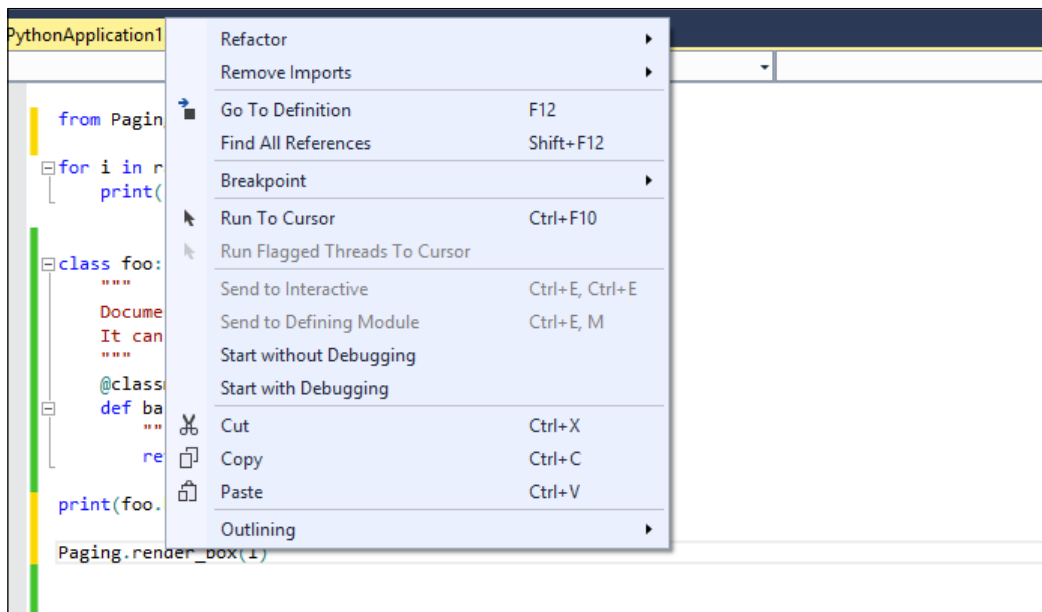 PythonApplication1
Refactor
Remove Imports
Go To Definition F12
Find All References Shift+F12
Breakpoint
Run To Cursor Ctrl+F10
Run Flagged Threads To Cursor
Send to Interactive Ctrl+E, Ctrl+E
Send to Defining Module Ctrl+E, M
Start without Debugging
Start with Debugging
Cut Ctrl+X
Copy Ctrl+C
Paste Ctrl+V
Outlining
from Pagin
for i in r
print(
class foo:
"""
Docume
It can
"""
@class
def ba
""
re
print(foo.
Paging.render_box(1)